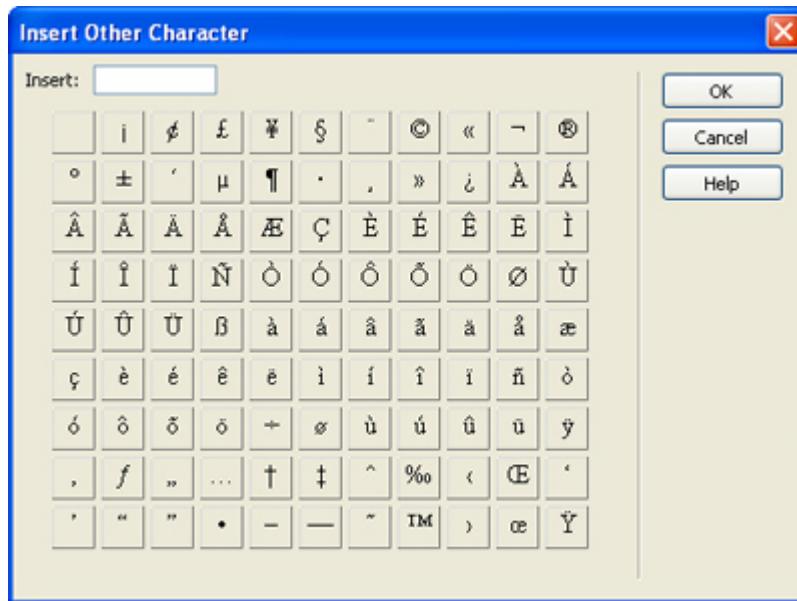 Insert Other Character
Insert:
OK
Cancel
Help
¡ ¢ £ ¥ § ¨ © « ¬ ®
° ± ´ µ ¶ · ¸ » ¿ À Á
Â Ã Ä Å Æ Ç È É Ê Ë Ì
Í Î Ï Ñ Ò Ó Ô Õ Ö Ø Ù
Ú Û Ü ß à á â ã ä å æ
ç è é ê ë ì í î ï ñ ò
ó ô õ ö ÷ ø ù ú û ü ÿ
‚ ƒ „ … † ‡ ˆ ‰ ‹ Œ ‘
’ “ ” • – — ˜ ™ › œ Ÿ